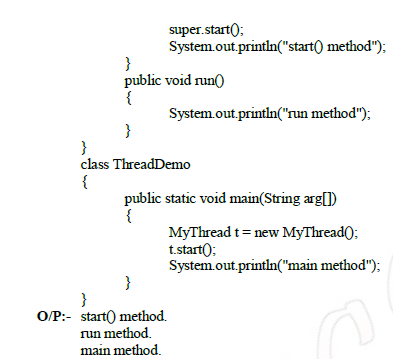 super.start();
System.out.println("start() method");
}
public void run()
{
System.out.println("run method");
}
}
class ThreadDemo
{
public static void main(String arg[])
{
MyThread t = new MyThread();
t.start();
System.out.println("main method");
}
}
O/P:- start() method.
run method.
main method.